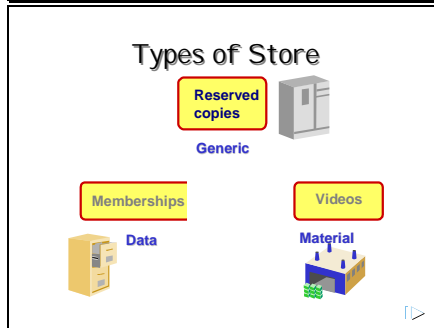 Types of Store
Reserved
copies
Generic
Memberships
Videos
Data
Material